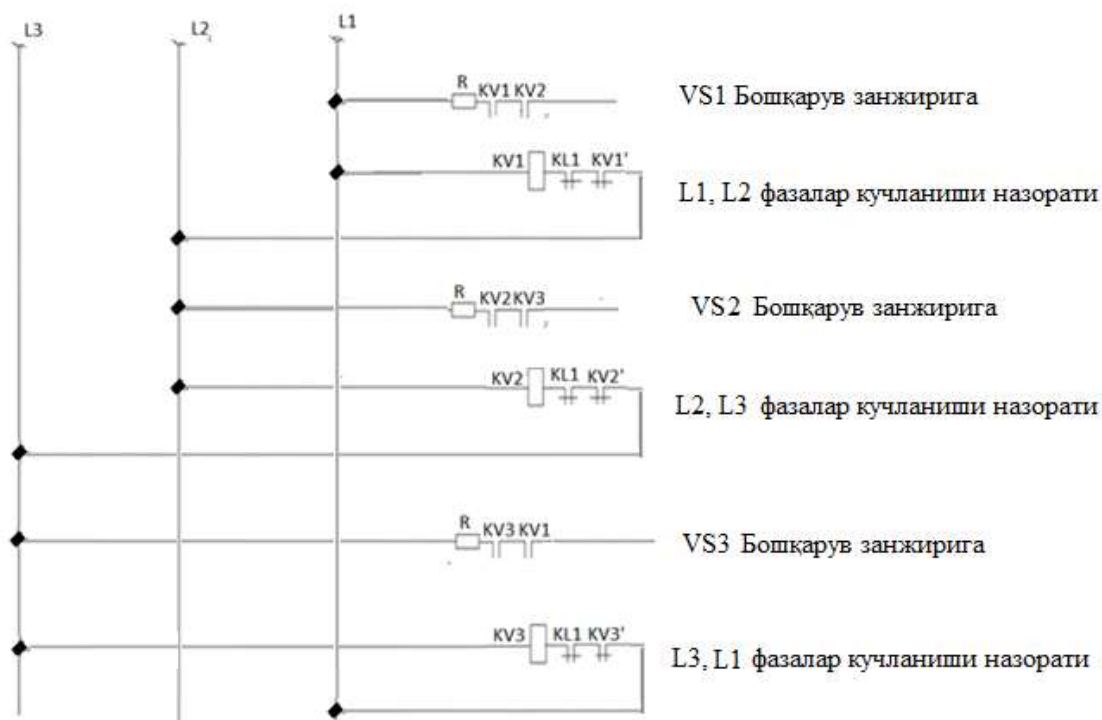 L3 L2 L1
R KV1 KV2 VS1 Бошқарув занжирига
KV1 KL1 KV1'
L1, L2 фазалар кучланиши назорати
R KV2 KV3 VS2 Бошқарув занжирига
KV2 KL1 KV2'
L2, L3 фазалар кучланиши назорати
R KV3 KV1 VS3 Бошқарув занжирига
KV3 KL1 KV3'
L3, L1 фазалар кучланиши назорати